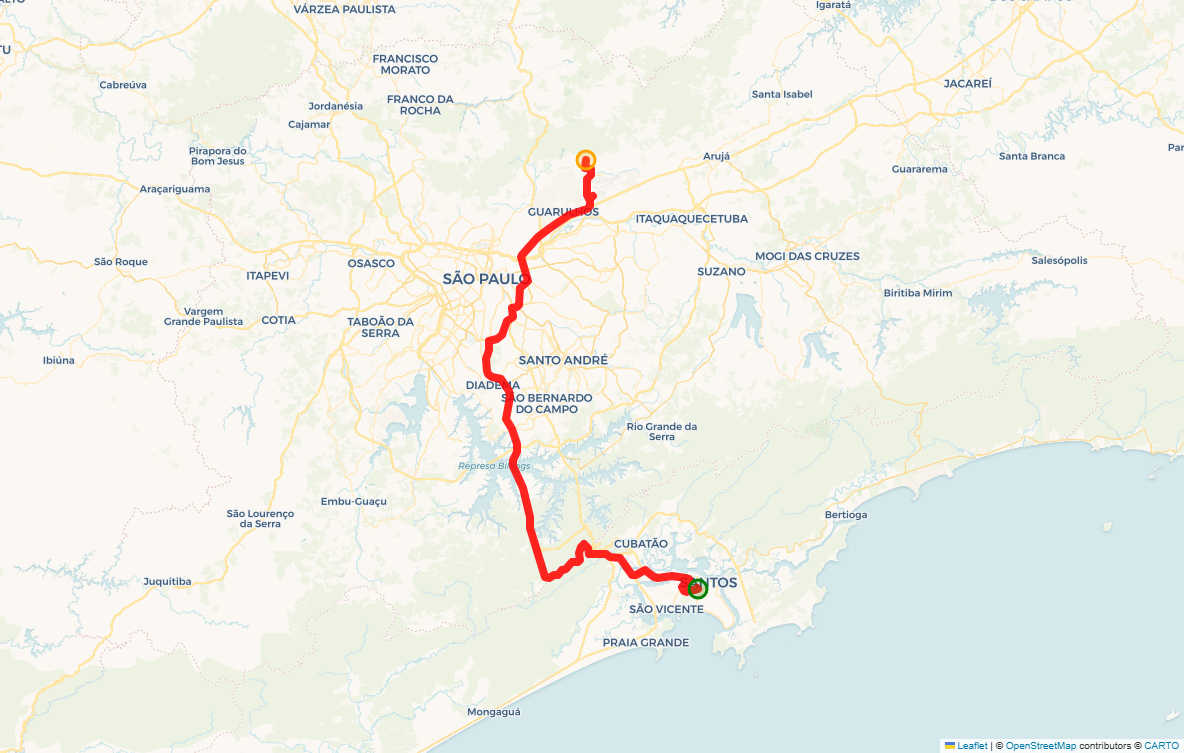 VÁRZEA PAULISTA
Igaratá
FRANCISCO
MORATO
Cabreúva
JACAREÍ
Santa Isabel
FRANCO DA
ROCHA
Jordanésia
Cajamar
Pirapora do
Bom Jesus
Arujá
Santa Branca
Guararema
Araçariguama
GUARULHOS
ITAQUAQUECETUBA
MOGI DAS CRUZES
Salesópolis
São Roque
OSASCO
ITAPEVI
SUZANO
SÃO PAULO
Biritiba Mirim
Vargem
Grande Paulista
COTIA
TABOÃO DA
SERRA
Ibiúna
SANTO ANDRÉ
DIADEMA
SÃO BERNARDO
DO CAMPO
Rio Grande da
Serra
Represa Billings
Embu-Guaçu
São Lourenço
da Serra
Bertioga
CUBATÃO
Juquitiba
SANTOS
SÃO VICENTE
PRAIA GRANDE
Mongaguá
Leaflet | © OpenStreetMap contributors © CARTO